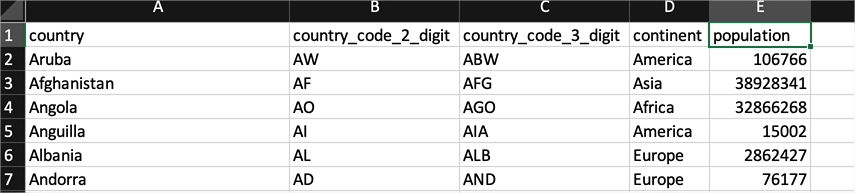 A B C D E
1 country country_code_2_digit country_code_3_digit continent population
2 Aruba AW ABW America 106766
3 Afghanistan AF AFG Asia 38928341
4 Angola AO AGO Africa 32866268
5 Anguilla AI AIA America 15002
6 Albania AL ALB Europe 2862427
7 Andorra AD AND Europe 76177